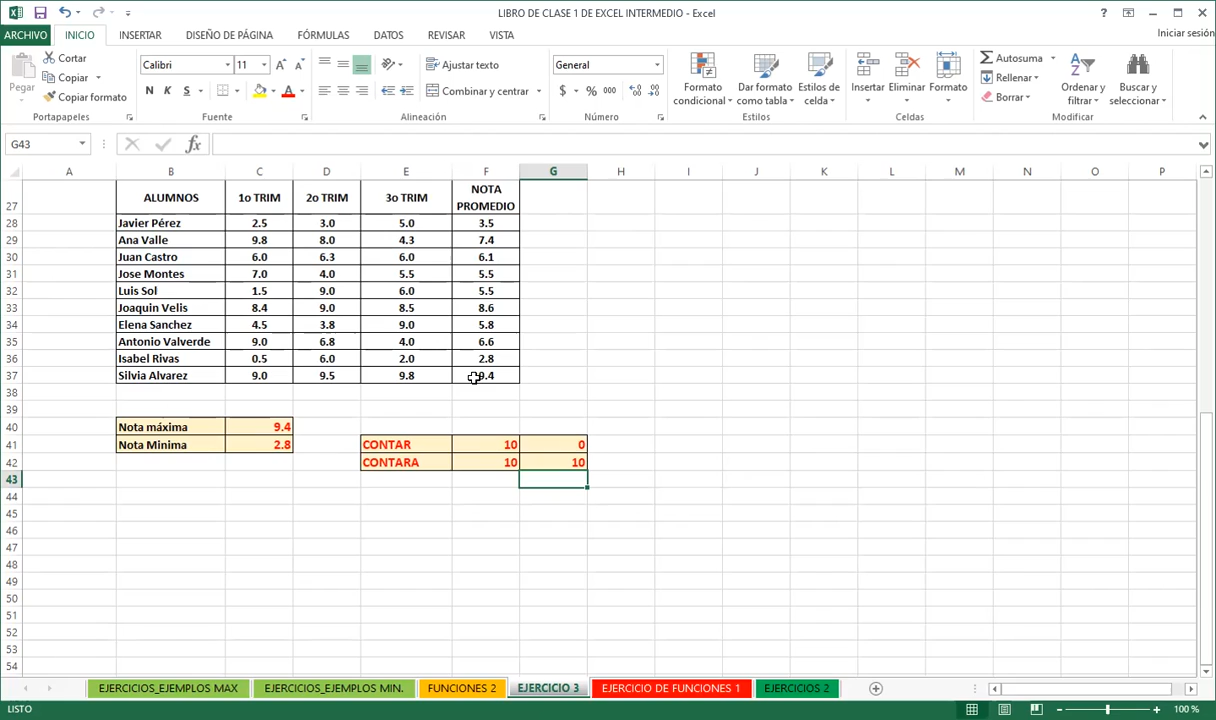 LIBRO DE CLASE 1 DE EXCEL INTERMEDIO - Excel
ARCHIVO INICIO INSERTAR DISEÑO DE PÁGINA FÓRMULAS DATOS REVISAR VISTA Iniciar sesión
Pegar
Cortar
Copiar
Copiar formato
Portapapeles
Calibri 11
N K S
Fuente
Ajustar texto
Combinar y centrar
Alineación
General
$ % 000
Número
Formato condicional
Dar formato como tabla
Estilos de celda
Estilos
Insertar
Eliminar
Formato
Celdas
Autosuma
Rellenar
Borrar
Ordenar y filtrar
Buscar y seleccionar
Modificar
G43
fx
A B C D E F G H I J K L M N O P
27 ALUMNOS 1o TRIM 2o TRIM 3o TRIM NOTA PROMEDIO
28 Javier Pérez 2.5 3.0 5.0 3.5
29 Ana Valle 9.8 8.0 4.3 7.4
30 Juan Castro 6.0 6.3 6.0 6.1
31 Jose Montes 7.0 4.0 5.5 5.5
32 Luis Sol 1.5 9.0 6.0 5.5
33 Joaquin Velis 8.4 9.0 8.5 8.6
34 Elena Sanchez 4.5 3.8 9.0 5.8
35 Antonio Valverde 9.0 6.8 4.0 6.6
36 Isabel Rivas 0.5 6.0 2.0 2.8
37 Silvia Alvarez 9.0 9.5 9.8 9.4
38
39
40 Nota máxima 9.4
41 Nota Minima 2.8 CONTAR 10 0
42 CONTARA 10 10
43
44
45
46
47
48
49
50
51
52
53
54
EJERCICIOS_EJEMPLOS MAX EJERCICIOS_EJEMPLOS MIN. FUNCIONES 2 EJERCICIO 3 EJERCICIO DE FUNCIONES 1 EJERCICIOS 2
LISTO 100 %